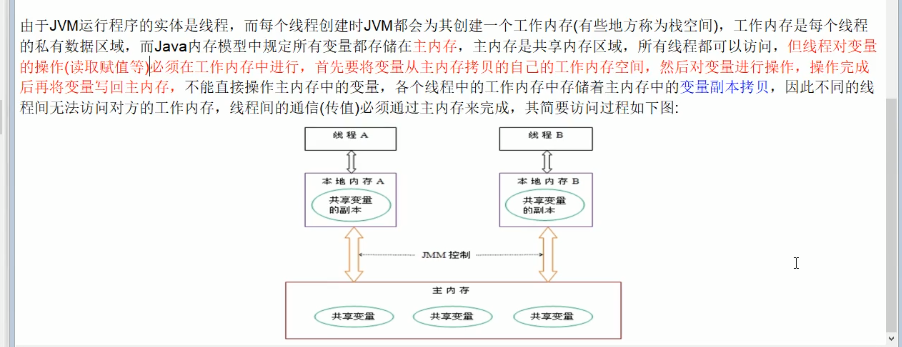 由于JVM运行程序的实体是线程，而每个线程创建时JVM都会为其创建一个工作内存(有些地方称为栈空间)，工作内存是每个线程
的私有数据区域，而Java内存模型中规定所有变量都存储在主内存，主内存是共享内存区域，所有线程都可以访问，但线程对变量
的操作(读取赋值等)必须在工作内存中进行，首先要将变量从主内存拷贝的自己的工作内存空间，然后对变量进行操作，操作完成
后再将变量写回主内存，不能直接操作主内存中的变量，各个线程中的工作内存中存储着主内存中的变量副本拷贝，因此不同的线
程间无法访问对方的工作内存，线程间的通信(传值)必须通过主内存来完成，其简要访问过程如下图:
线程A
线程B
本地内存A
本地内存B
共享变量
的副本
共享变量
的副本
JMM控制
主内存
共享变量
共享变量
共享变量